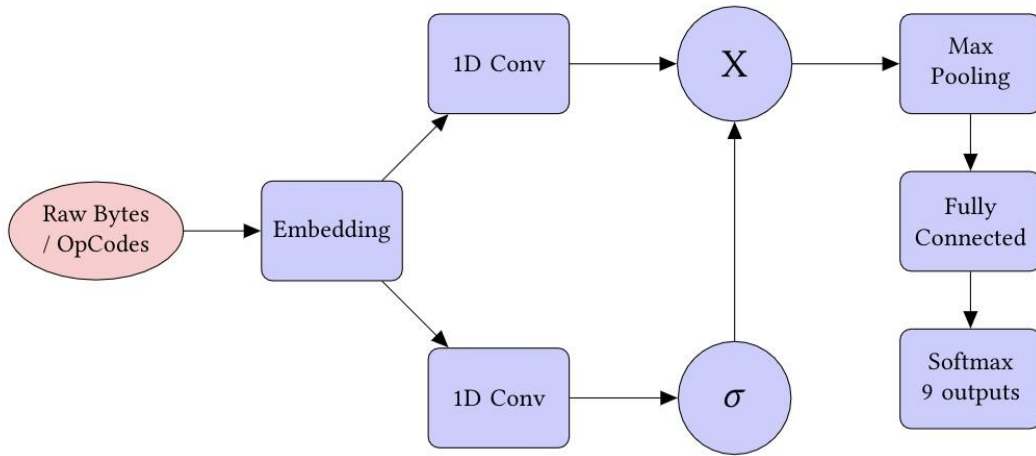 Raw Bytes
/ OpCodes
Embedding
1D Conv
1D Conv
X
σ
Max
Pooling
Fully
Connected
Softmax
9 outputs